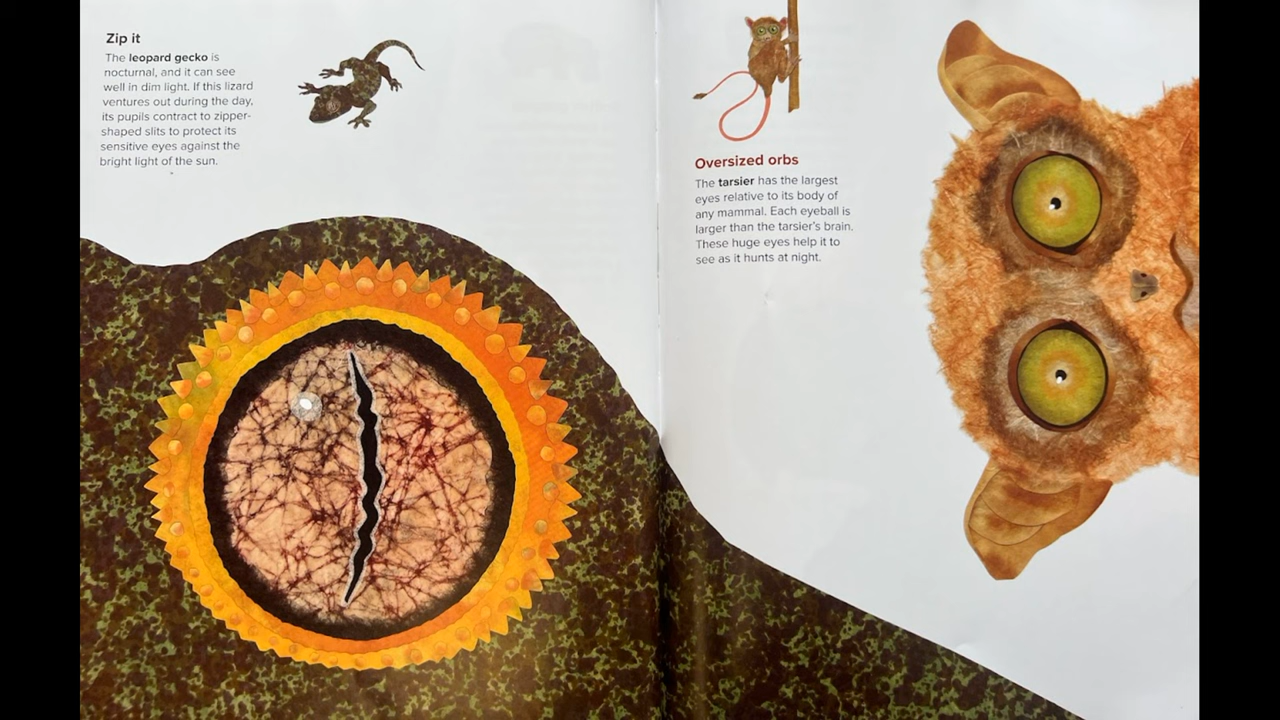 Zip it
The leopard gecko is
nocturnal, and it can see
well in dim light. If this lizard
ventures out during the day,
its pupils contract to zipper-
shaped slits to protect its
sensitive eyes against the
bright light of the sun.
Oversized orbs
The tarsier has the largest
eyes relative to its body of
any mammal. Each eyeball is
larger than the tarsier's brain.
These huge eyes help it to
see as it hunts at night.